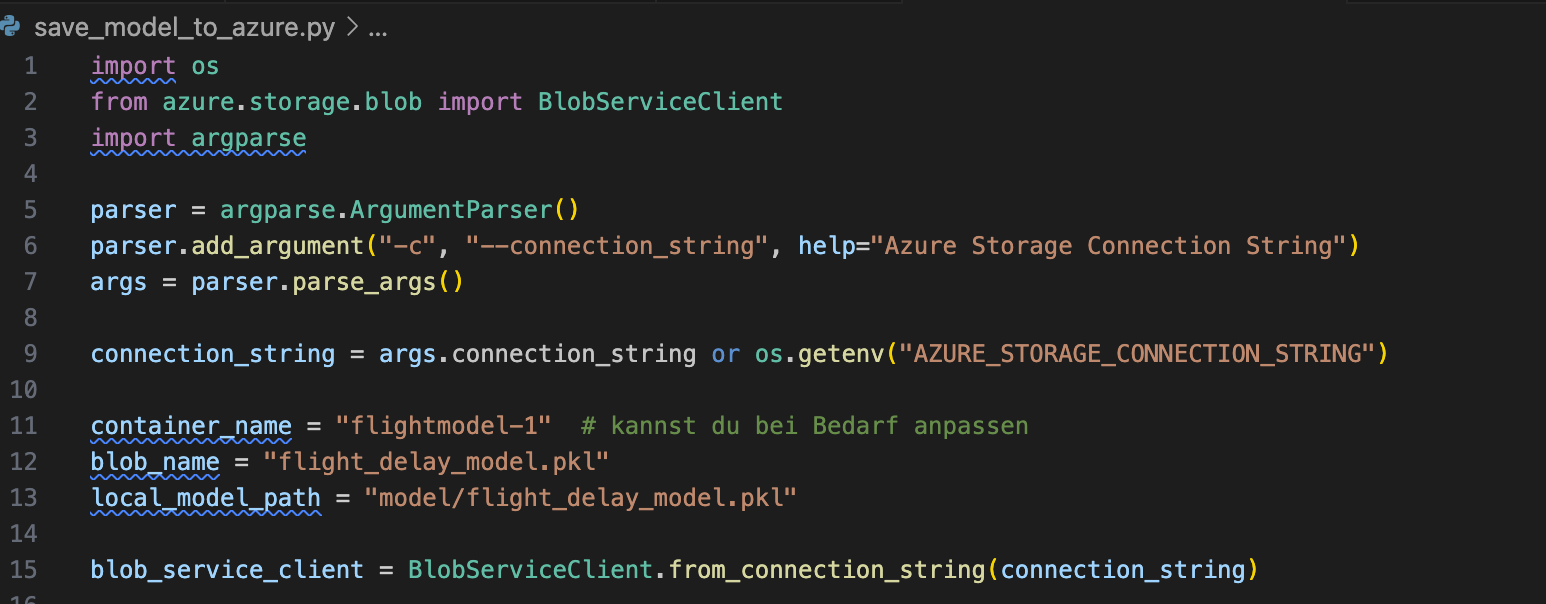 save_model_to_azure.py > ...
1 import os
2 from azure.storage.blob import BlobServiceClient
3 import argparse
4
5 parser = argparse.ArgumentParser()
6 parser.add_argument("-c", "--connection_string", help="Azure Storage Connection String")
7 args = parser.parse_args()
8
9 connection_string = args.connection_string or os.getenv("AZURE_STORAGE_CONNECTION_STRING")
10
11 container_name = "flightmodel-1"  # kannst du bei Bedarf anpassen
12 blob_name = "flight_delay_model.pkl"
13 local_model_path = "model/flight_delay_model.pkl"
14
15 blob_service_client = BlobServiceClient.from_connection_string(connection_string)
16